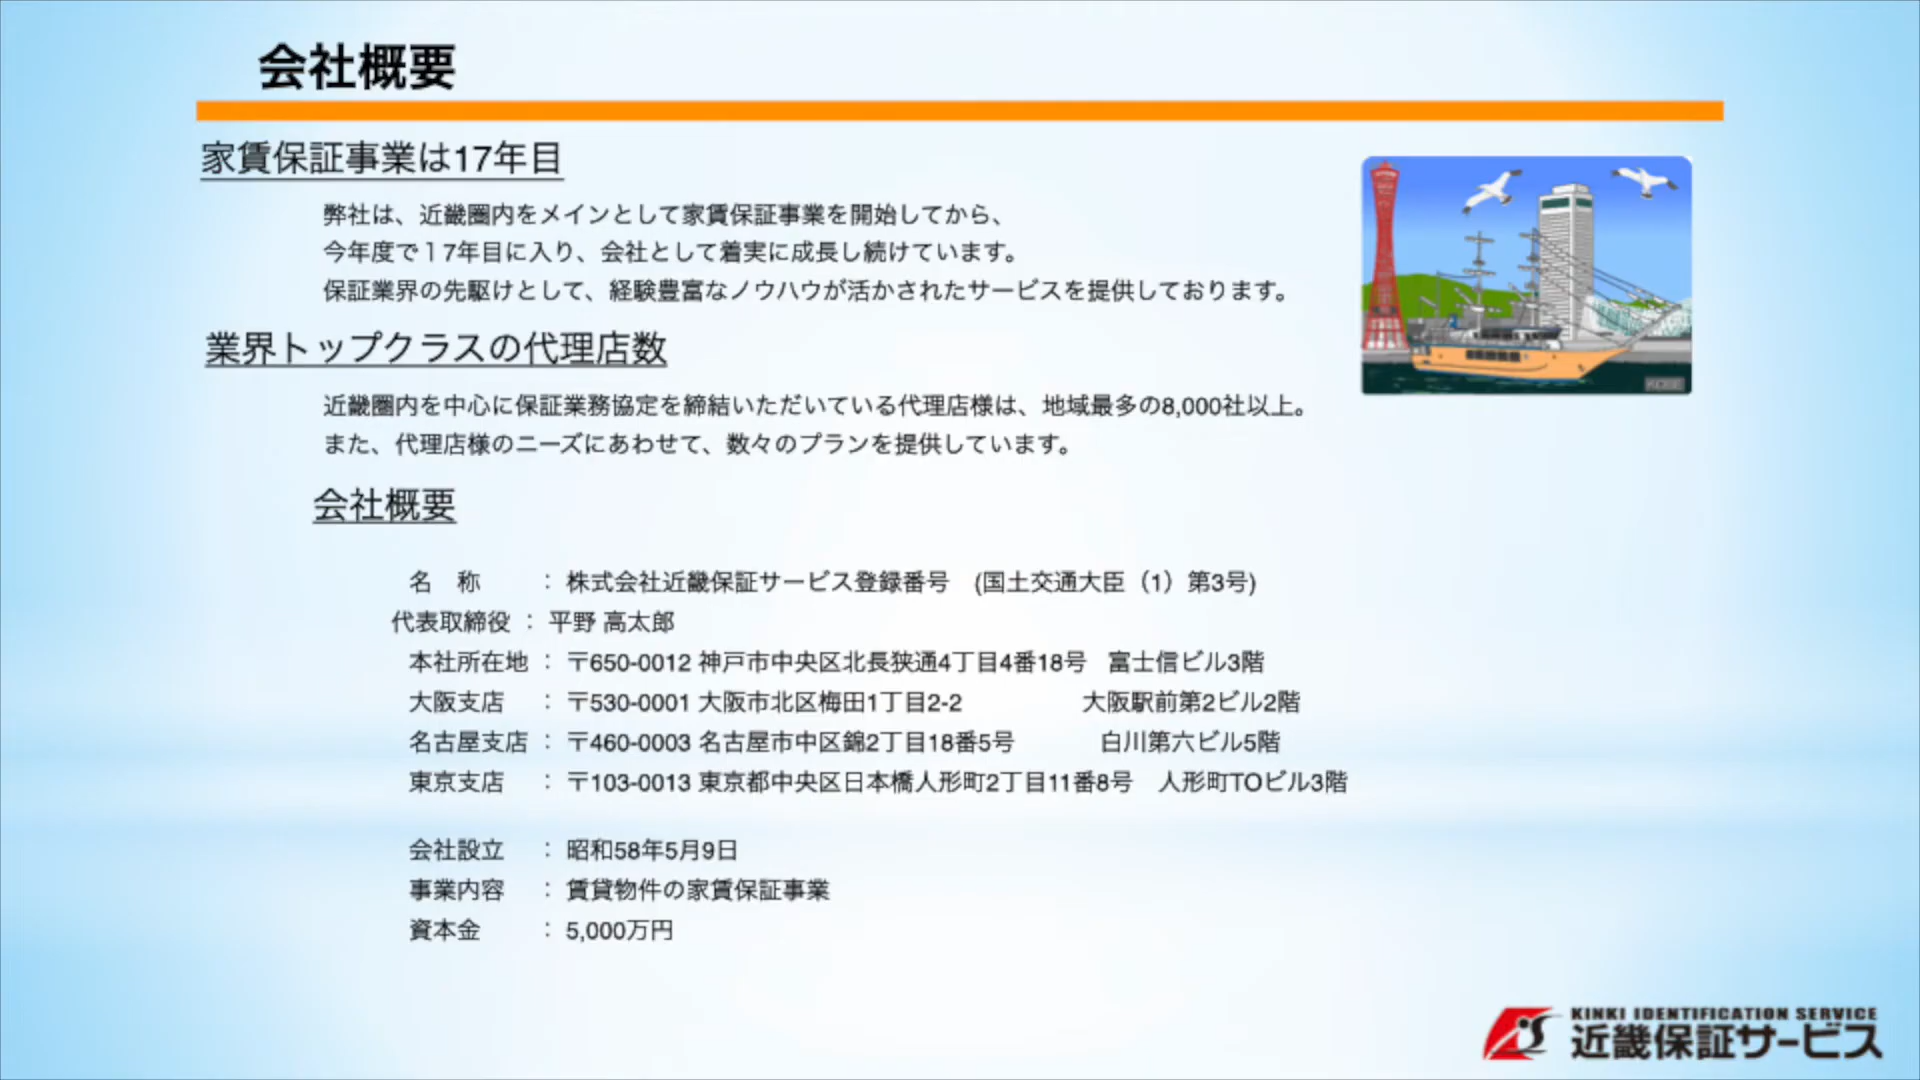 会社概要
家賃保証事業は17年目
弊社は、近畿圏内をメインとして家賃保証事業を開始してから、
今年度で17年目に入り、会社として着実に成長し続けています。
保証業界の先駆けとして、経験豊富なノウハウが活かされたサービスを提供しております。
業界トップクラスの代理店数
近畿圏内を中心に保証業務協定を締結いただいている代理店様は、地域最多の8,000社以上。
また、代理店様のニーズにあわせて、数々のプランを提供しています。
会社概要
名　称　：　株式会社近畿保証サービス登録番号　(国土交通大臣（1）第3号)
代表取締役　：　平野 高太郎
本社所在地　：　〒650-0012 神戸市中央区北長狭通4丁目4番18号　富士信ビル3階
大阪支店　：　〒530-0001 大阪市北区梅田1丁目2-2　大阪駅前第2ビル2階
名古屋支店　：　〒460-0003 名古屋市中区錦2丁目18番5号　白川第六ビル5階
東京支店　：　〒103-0013 東京都中央区日本橋人形町2丁目11番8号　人形町TOビル3階
会社設立　：　昭和58年5月9日
事業内容　：　賃貸物件の家賃保証事業
資本金　：　5,000万円
KOBE
KINKI IDENTIFICATION SERVICE
近畿保証サービス